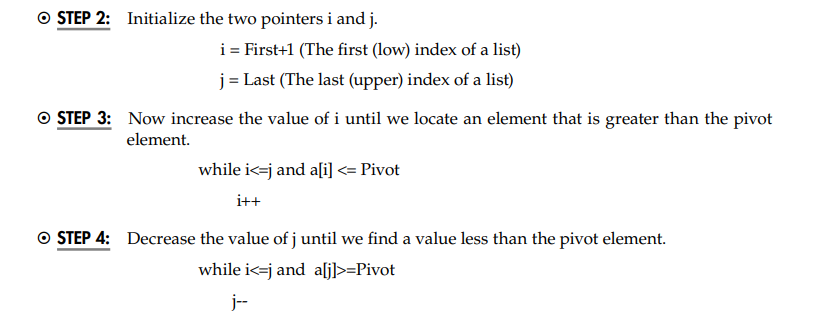 ⊙ STEP 2: Initialize the two pointers i and j.
i = First+1 (The first (low) index of a list)
j = Last (The last (upper) index of a list)
⊙ STEP 3: Now increase the value of i until we locate an element that is greater than the pivot
element.
while i<=j and a[i] <= Pivot
i++
⊙ STEP 4: Decrease the value of j until we find a value less than the pivot element.
while i<=j and a[j]>=Pivot
j--